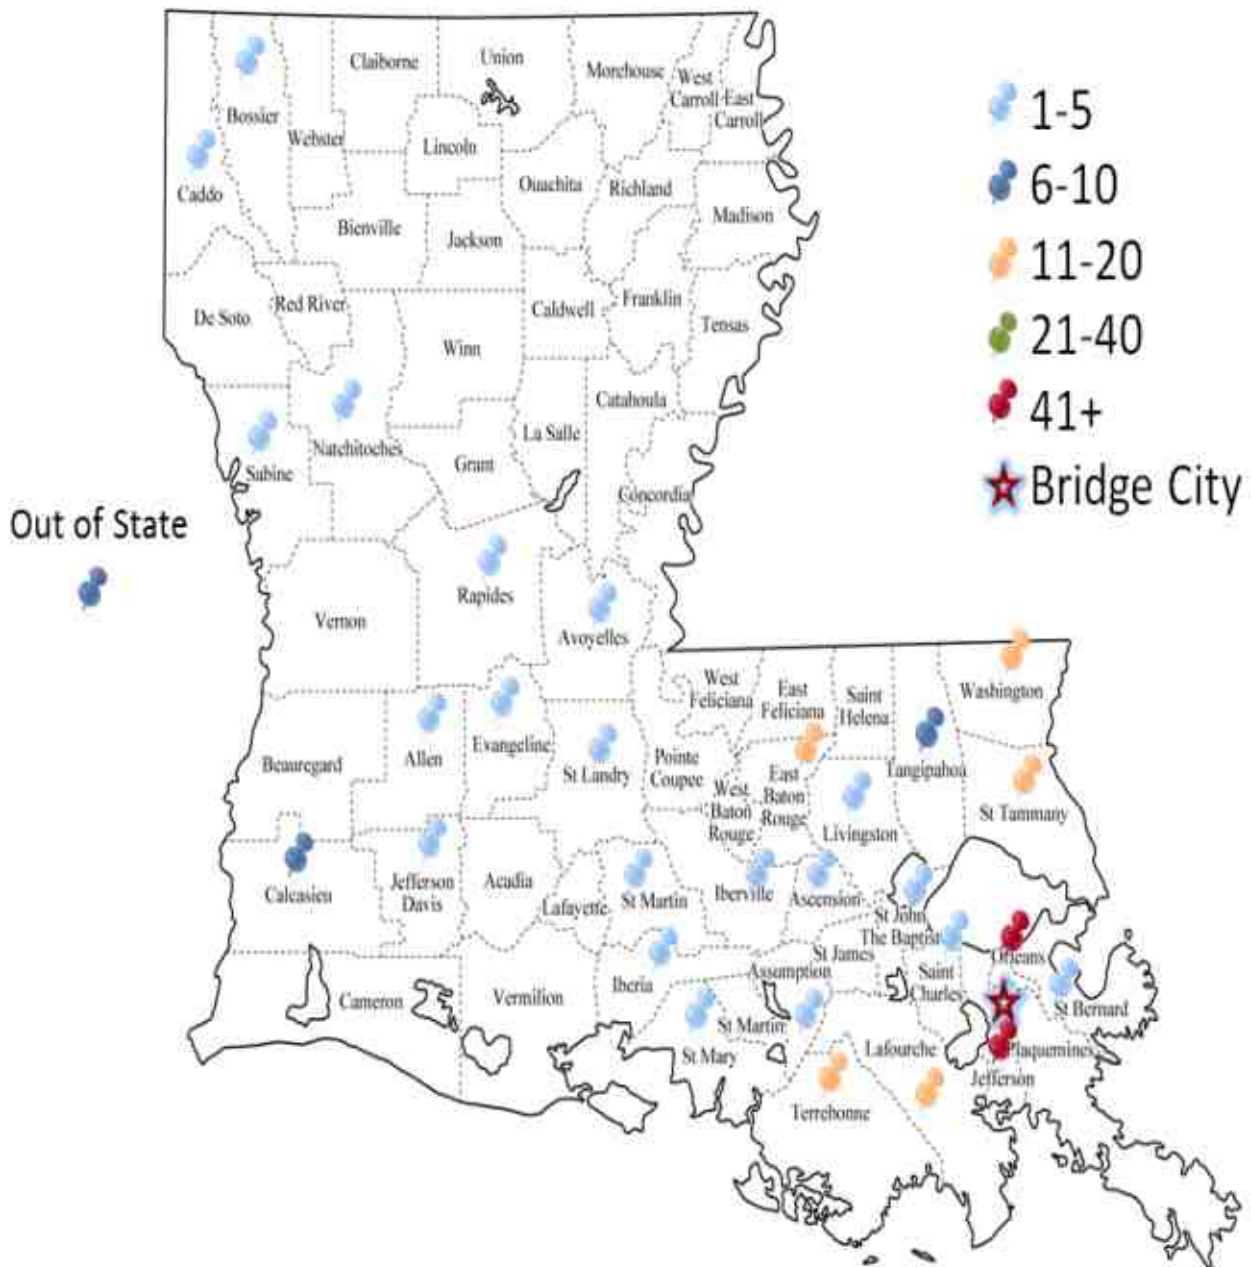 Claiborne
Union
Morehouse
West
Carroll
East
Carroll
Bossier
Webster
Lincoln
Caddo
Ouachita
Richland
Madison
Bienville
Jackson
De Soto
Red River
Caldwell
Franklin
Tensas
Winn
Catahoula
La Salle
Natchitoches
Sabine
Grant
Concordia
Rapides
Vernon
Avoyelles
West
Feliciana
East
Feliciana
Saint
Helena
Washington
Beauregard
Allen
Evangeline
St Landry
Pointe
Coupee
West
Baton
Rouge
East
Baton
Rouge
Livingston
Tangipahoa
St Tammany
Calcasieu
Jefferson
Davis
Acadia
Lafayette
St Martin
Iberville
Ascension
St John
The Baptist
St James
Orleans
Cameron
Vermilion
Iberia
Assumption
Saint
Charles
St Bernard
St Martin
St Mary
Lafourche
Plaquemines
Jefferson
Terrebonne
1-5
6-10
11-20
21-40
41+
Bridge City
Out of State